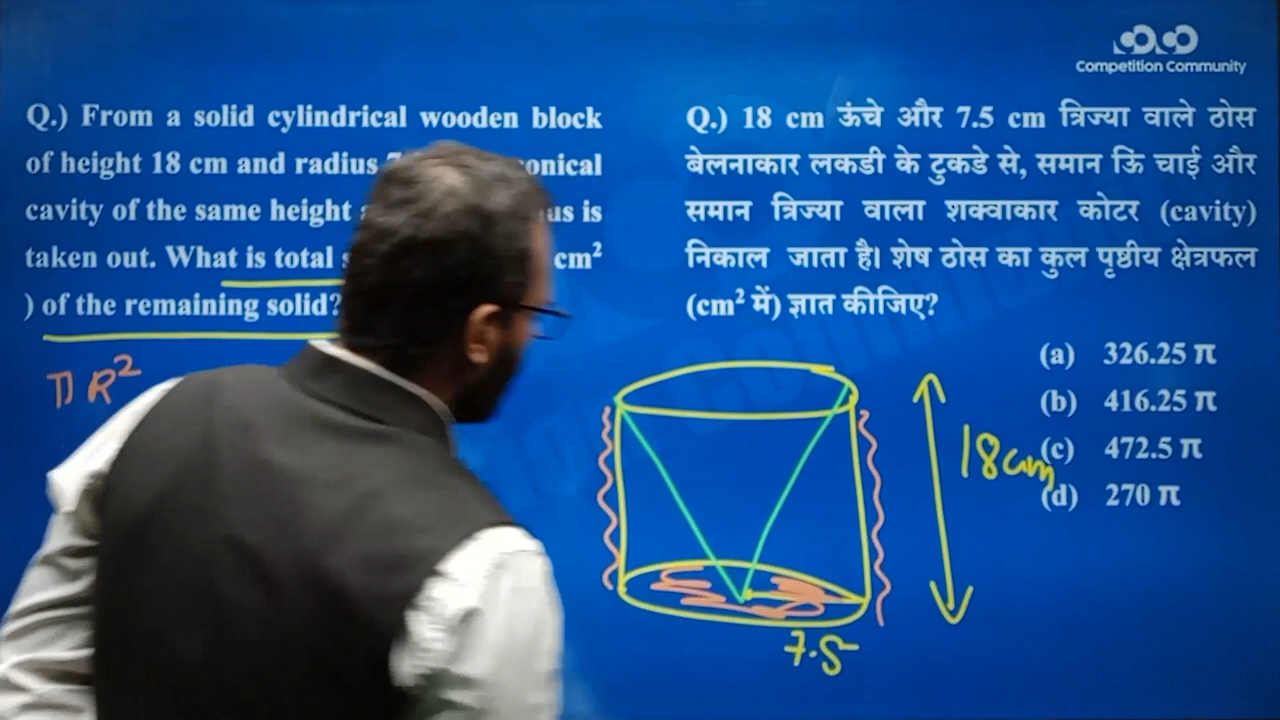 Competition Community
Q.) From a solid cylindrical wooden block
of height 18 cm and radius
cavity of the same height is
taken out. What is total cm²
) of the remaining solid?
π R²
Q.) 18 cm ऊंचे और 7.5 cm त्रिज्या वाले ठोस
बेलनाकार लकडी के टुकडे से, समान ऊिं चाई और
समान त्रिज्या वाला शक्वाकार कोटर (cavity)
निकाल जाता है। शेष ठोस का कुल पृष्ठीय क्षेत्रफल
(cm² में) ज्ञात कीजिए?
(a) 326.25 π
(b) 416.25 π
(c) 472.5 π
(d) 270 π
18cm
7.5